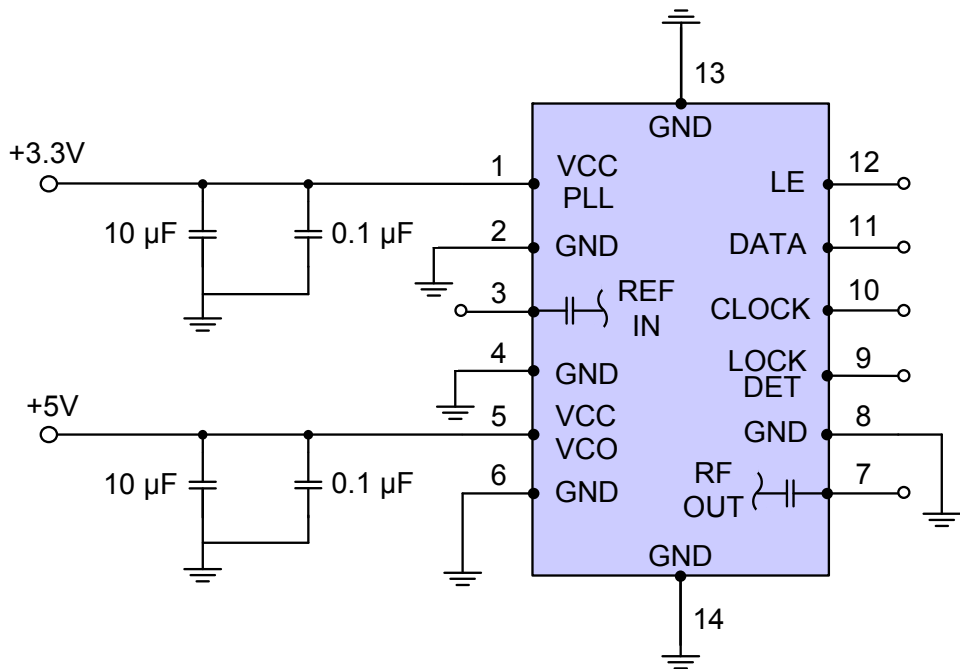 13
GND
+3.3V
1
VCC
PLL
12
LE
10 µF
0.1 µF
2
GND
11
DATA
3
REF
IN
10
CLOCK
4
GND
9
LOCK
DET
+5V
5
VCC
VCO
8
GND
10 µF
0.1 µF
6
GND
7
RF
OUT
GND
14